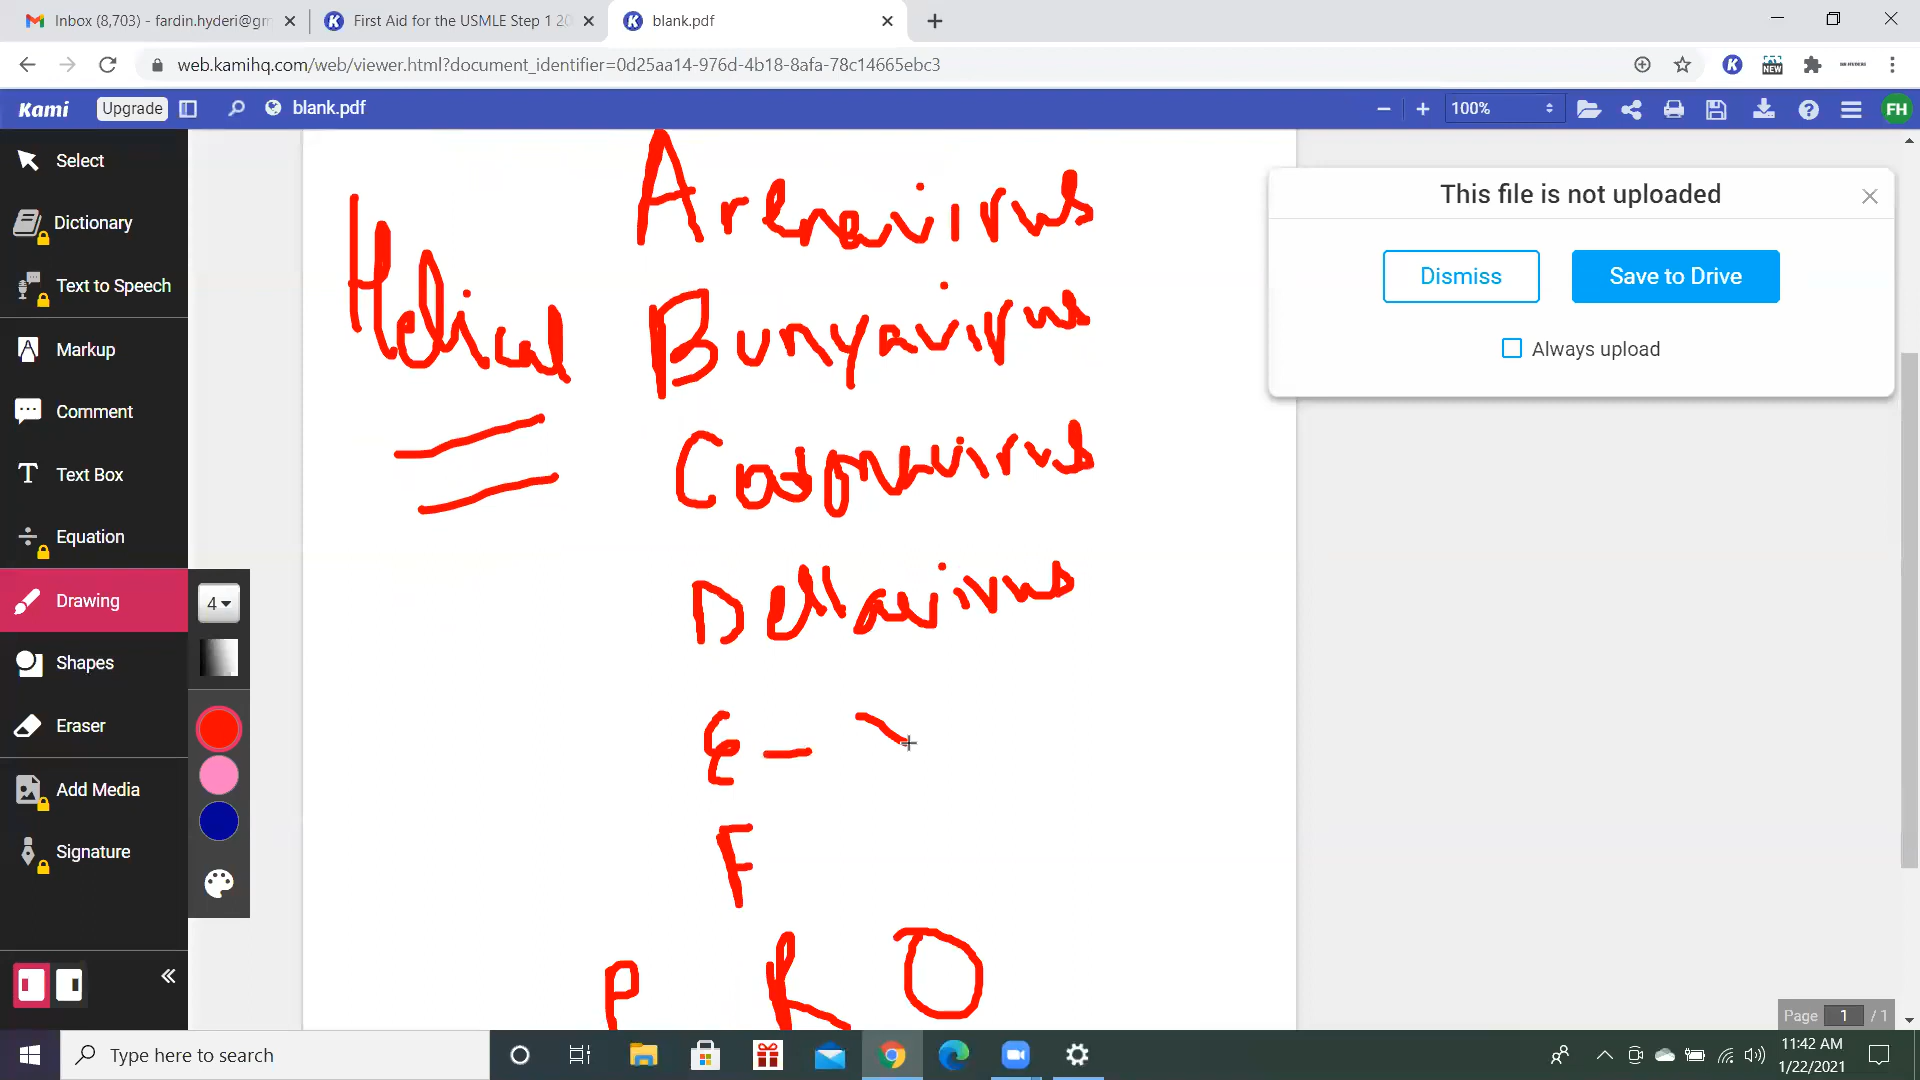 Inbox (8,703) - fardin.hyderi@gm
First Aid for the USMLE Step 1 20
blank.pdf
web.kamihq.com/web/viewer.html?document_identifier=0d25aa14-976d-4b18-8afa-78c14665ebc3
NEW
Kami
Upgrade
blank.pdf
100%
FH
Select
Dictionary
Text to Speech
Markup
Comment
Text Box
Equation
Drawing
Shapes
Eraser
Add Media
Signature
4
This file is not uploaded
Dismiss
Save to Drive
Always upload
Arenavirus
Helical
Bunyavirus
Coronavirus
Deltavirus
E -
F
P R O
Page 1 / 1
Type here to search
11:42 AM
1/22/2021